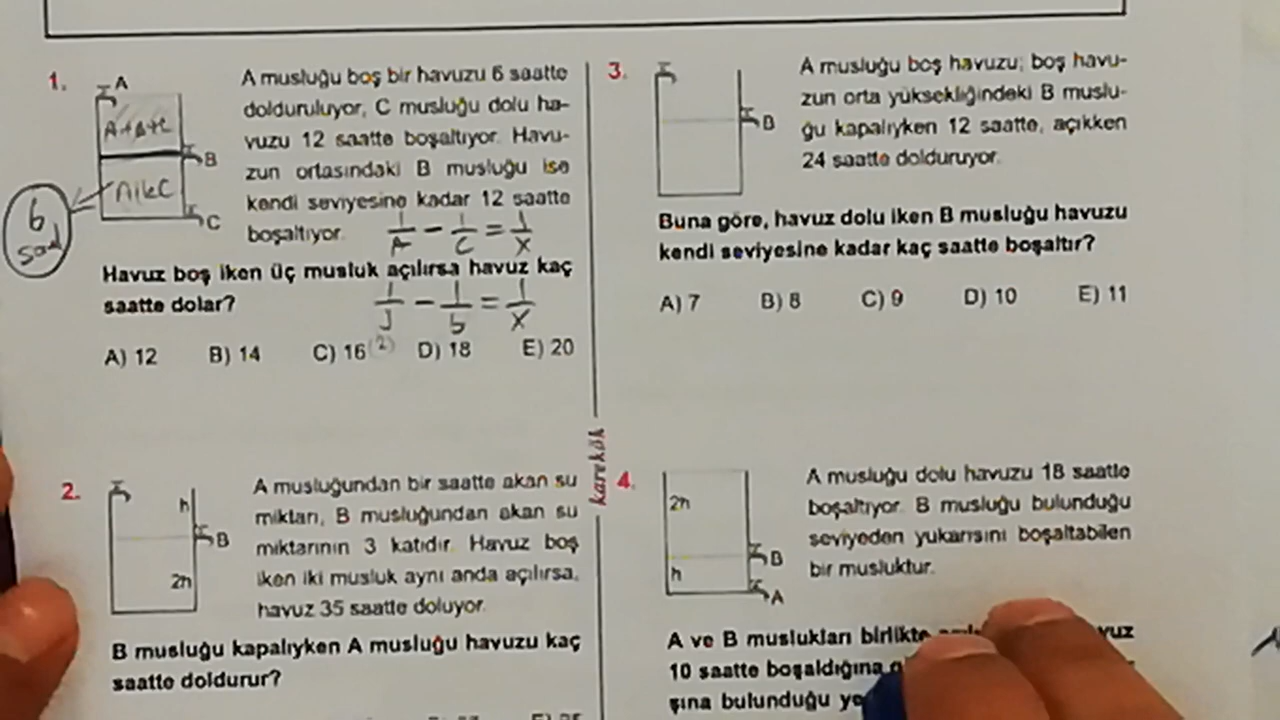 1.
A
A+B+C
B
A ile C
C
6
saat
A musluğu boş bir havuzu 6 saatte
dolduruluyor, C musluğu dolu ha-
vuzu 12 saatte boşaltıyor. Havu-
zun ortasındaki B musluğu ise
kendi seviyesine kadar 12 saatte
boşaltıyor.
1/A - 1/C = 1/X
Havuz boş iken üç musluk açılırsa havuz kaç
saatte dolar?
1/3 - 1/6 = 1/X
(2)
A) 12 B) 14 C) 16 D) 18 E) 20
2.
h
B
2h
A musluğundan bir saatte akan su
miktarı, B musluğundan akan su
miktarının 3 katıdır. Havuz boş
iken iki musluk aynı anda açılırsa,
havuz 35 saatte doluyor.
B musluğu kapalıyken A musluğu havuzu kaç
saatte doldurur?
karekök
3.
B
A musluğu boş havuzu; boş havu-
zun orta yüksekliğindeki B muslu-
ğu kapalıyken 12 saatte, açıkken
24 saatte dolduruyor.
Buna göre, havuz dolu iken B musluğu havuzu
kendi seviyesine kadar kaç saatte boşaltır?
A) 7 B) 8 C) 9 D) 10 E) 11
4.
2h
B
h
A
A musluğu dolu havuzu 18 saatte
boşaltıyor. B musluğu bulunduğu
seviyeden yukarısını boşaltabilen
bir musluktur.
A ve B muslukları birlikte
10 saatte boşaldığına
şına bulunduğu